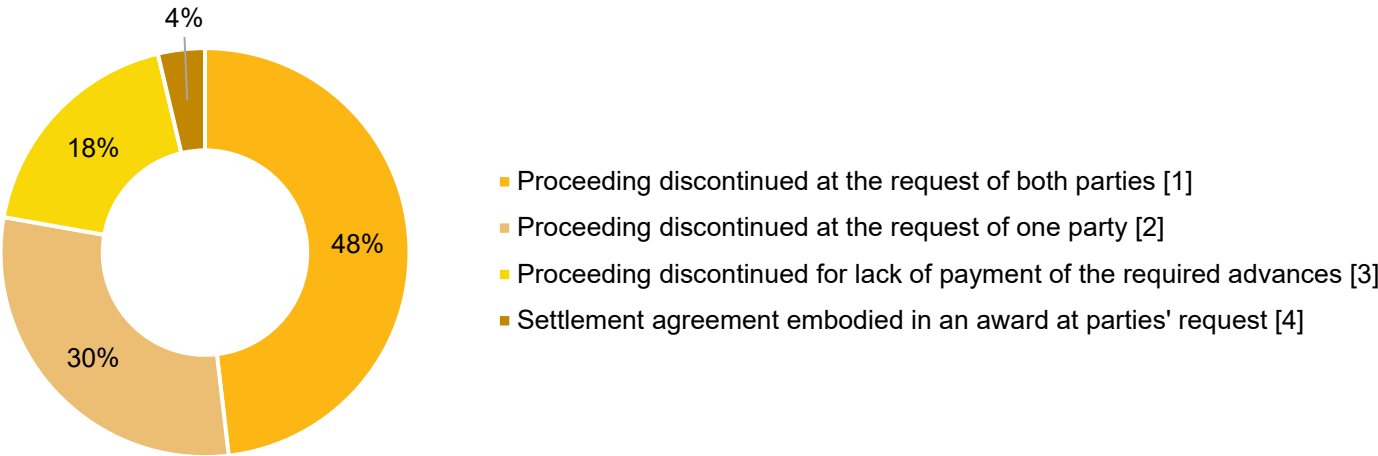 4%
18%
48%
30%
Proceeding discontinued at the request of both parties [1]
Proceeding discontinued at the request of one party [2]
Proceeding discontinued for lack of payment of the required advances [3]
Settlement agreement embodied in an award at parties' request [4]